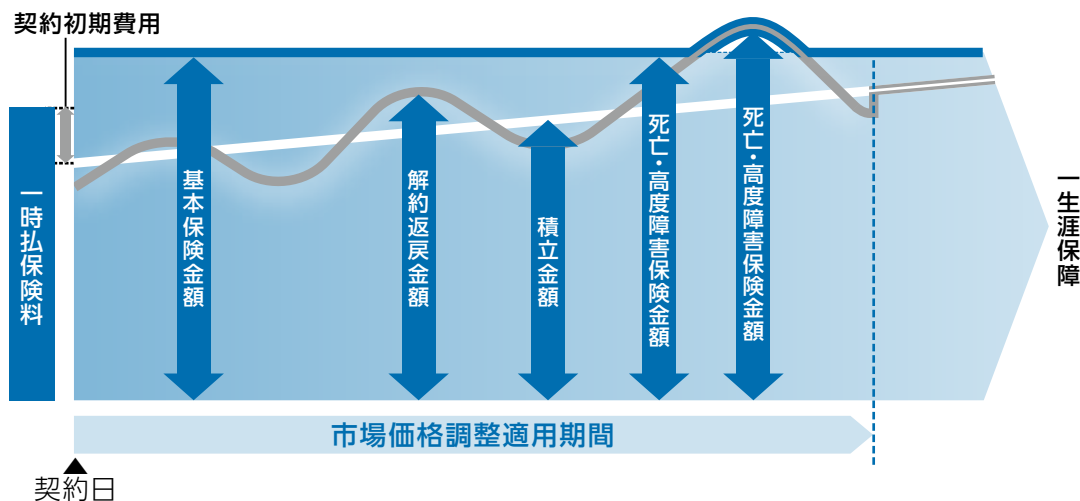 契約初期費用
一時払保険料
基本保険金額
解約返戻金額
積立金額
死亡・高度障害保険金額
死亡・高度障害保険金額
一生涯保障
市場価格調整適用期間
契約日